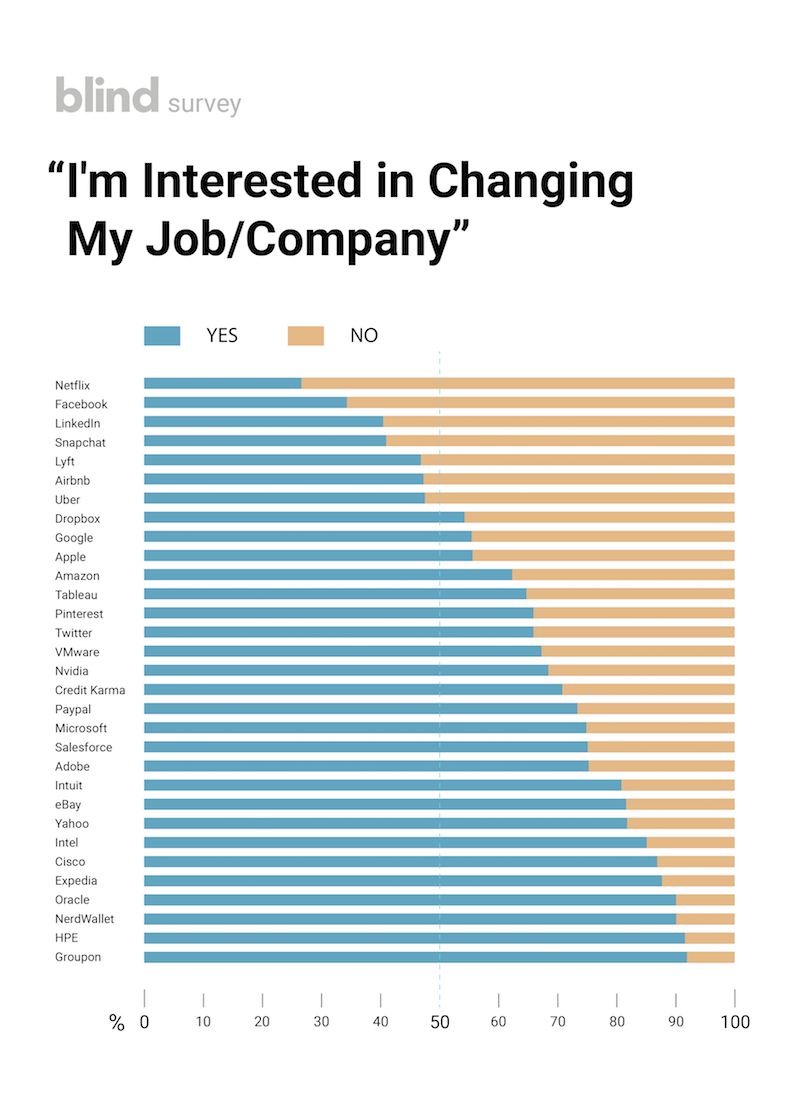 blind survey
“I'm Interested in Changing
My Job/Company”
YES NO
Netflix
Facebook
LinkedIn
Snapchat
Lyft
Airbnb
Uber
Dropbox
Google
Apple
Amazon
Tableau
Pinterest
Twitter
VMware
Nvidia
Credit Karma
Paypal
Microsoft
Salesforce
Adobe
Intuit
eBay
Yahoo
Intel
Cisco
Expedia
Oracle
NerdWallet
HPE
Groupon
% 0 10 20 30 40 50 60 70 80 90 100